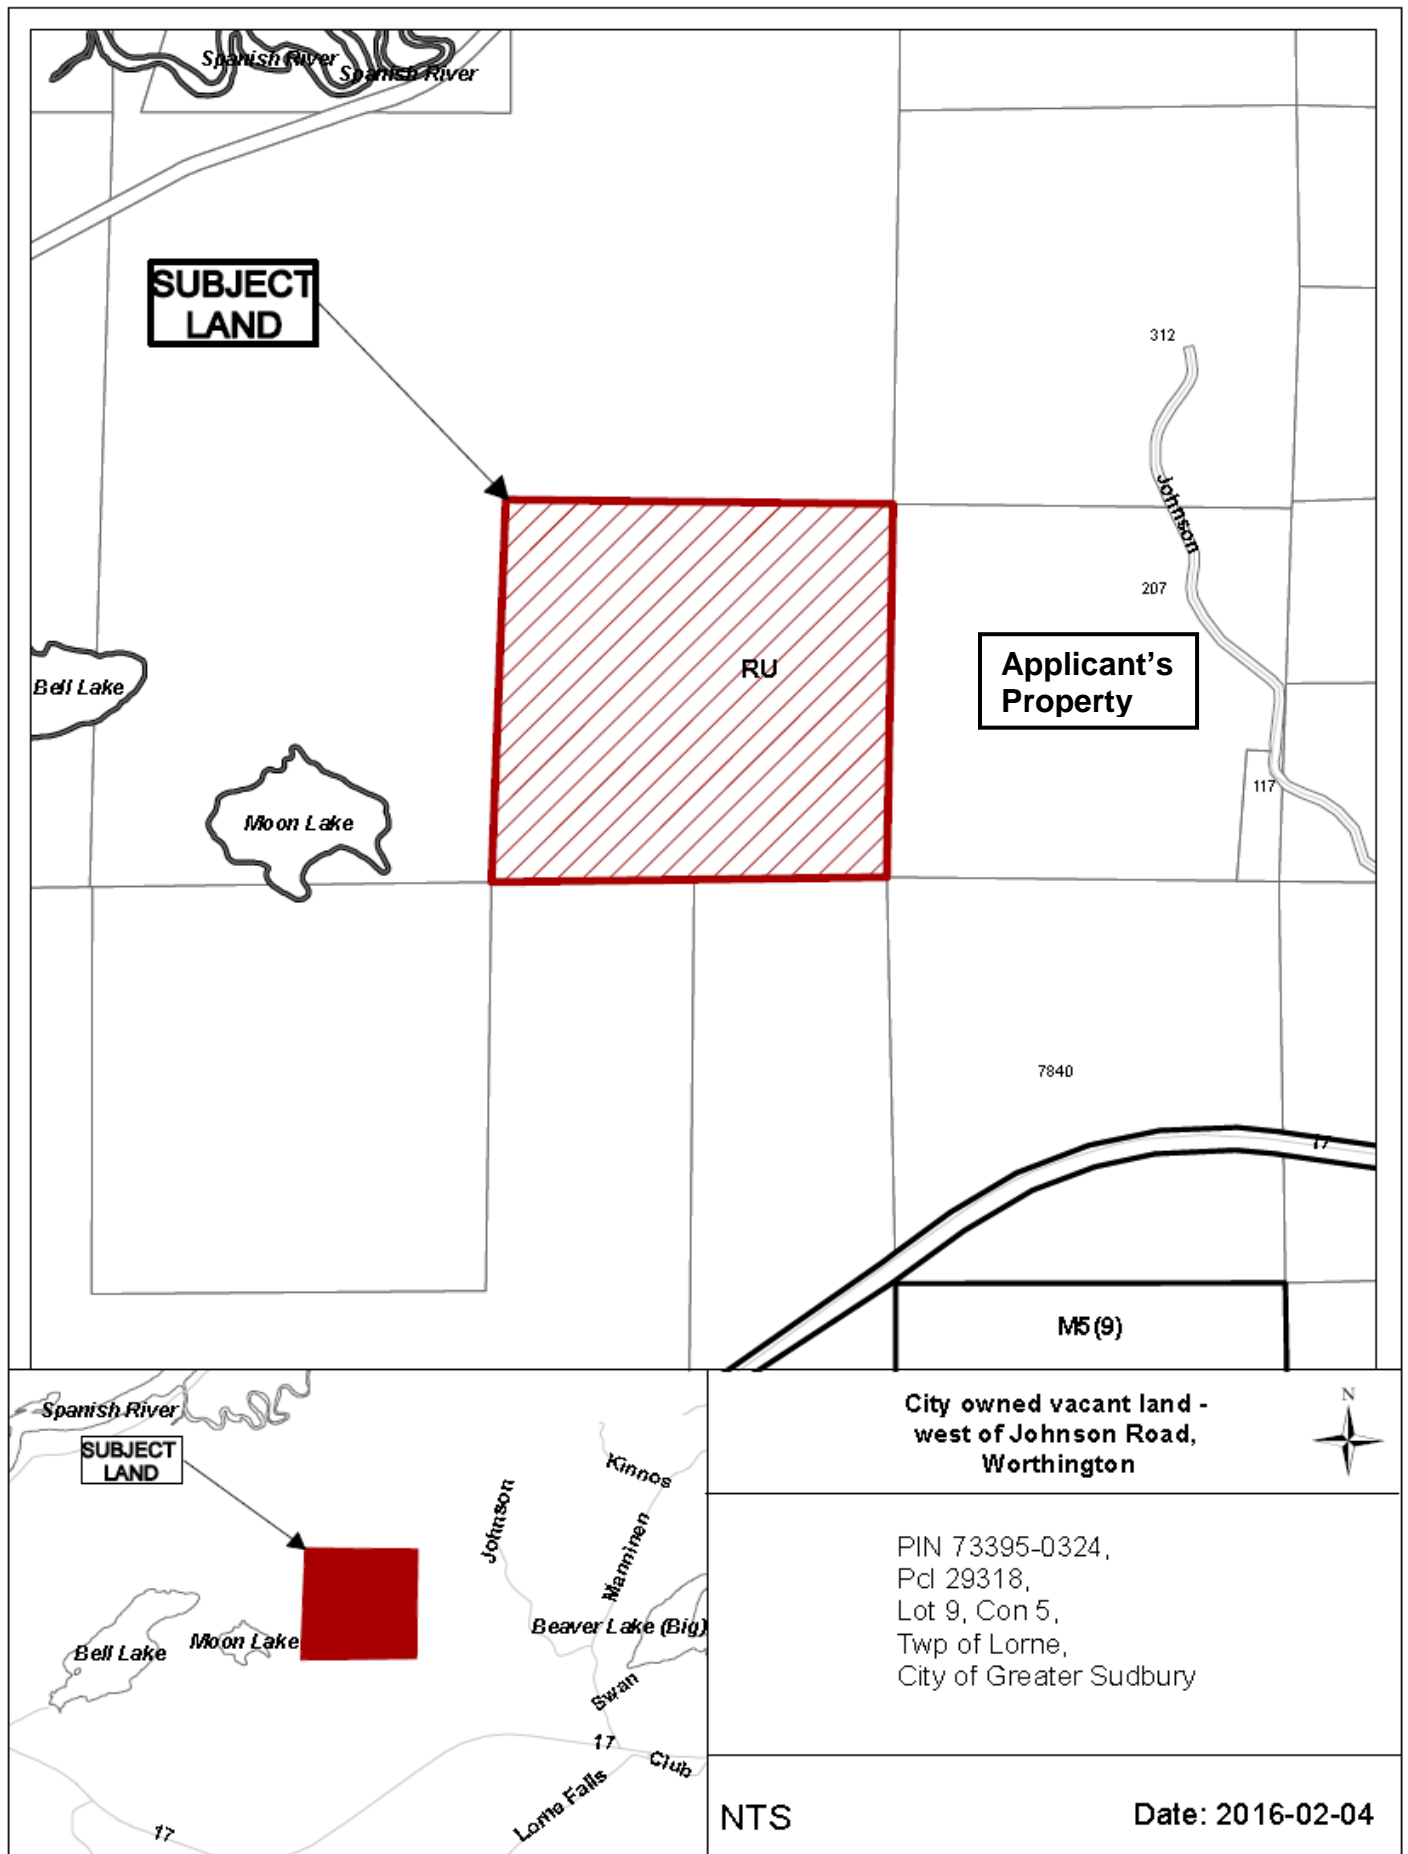 Spanish River
Spanish River
SUBJECT
LAND
312
Johnson
207
RU
Applicant's
Property
Bell Lake
Moon Lake
117
7840
17
M5(9)
Spanish River
SUBJECT
LAND
Kinnos
Johnson
Manninen
Beaver Lake (Big)
Moon Lake
Bell Lake
Swan
17
Club
Lorne Falls
17
City owned vacant land -
west of Johnson Road,
Worthington
N
PIN 73395-0324,
Pcl 29318,
Lot 9, Con 5,
Twp of Lorne,
City of Greater Sudbury
NTS
Date: 2016-02-04